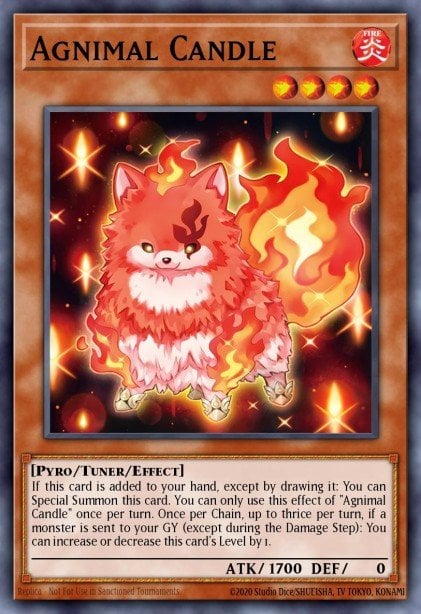 AGNIMAL CANDLE
FIRE
炎
[PYRO/TUNER/EFFECT]
If this card is added to your hand, except by drawing it: You can
Special Summon this card. You can only use this effect of "Agnimal
Candle" once per turn. Once per Chain, up to thrice per turn, if a
monster is sent to your GY (except during the Damage Step): You
can increase or decrease this card's Level by 1.
ATK/ 1700 DEF/ 0
Replica - Not For Use in Sanctioned Tournaments
©2020 Studio Dice/SHUEISHA, TV TOKYO, KONAMI